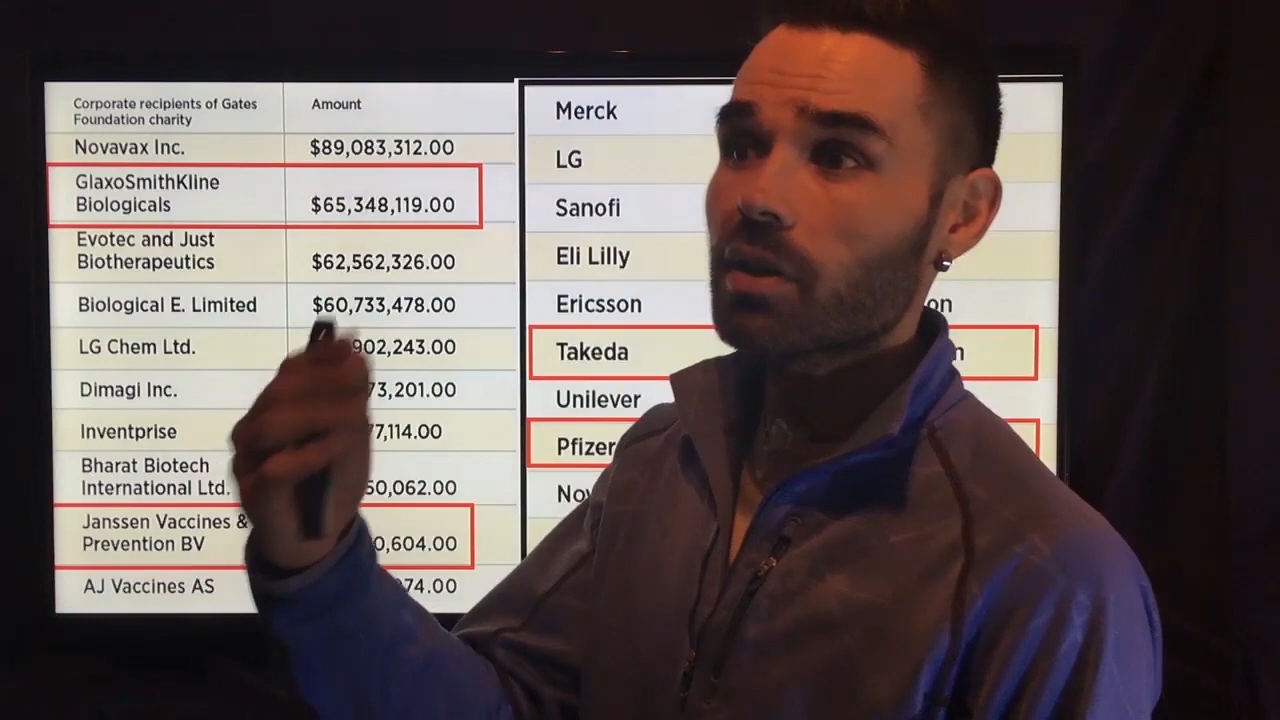 Corporate recipients of Gates
Foundation charity
Amount
Novavax Inc.
$89,083,312.00
GlaxoSmithKline
Biologicals
$65,348,119.00
Evotec and Just
Biotherapeutics
$62,562,326.00
Biological E. Limited
$60,733,478.00
LG Chem Ltd.
902,243.00
Dimagi Inc.
73,201.00
Inventprise
7,114.00
Bharat Biotech
International Ltd.
50,062.00
Janssen Vaccines &
Prevention BV
0,604.00
AJ Vaccines AS
74.00
Merck
LG
Sanofi
Eli Lilly
Ericsson
on
Takeda
Unilever
Pfizer